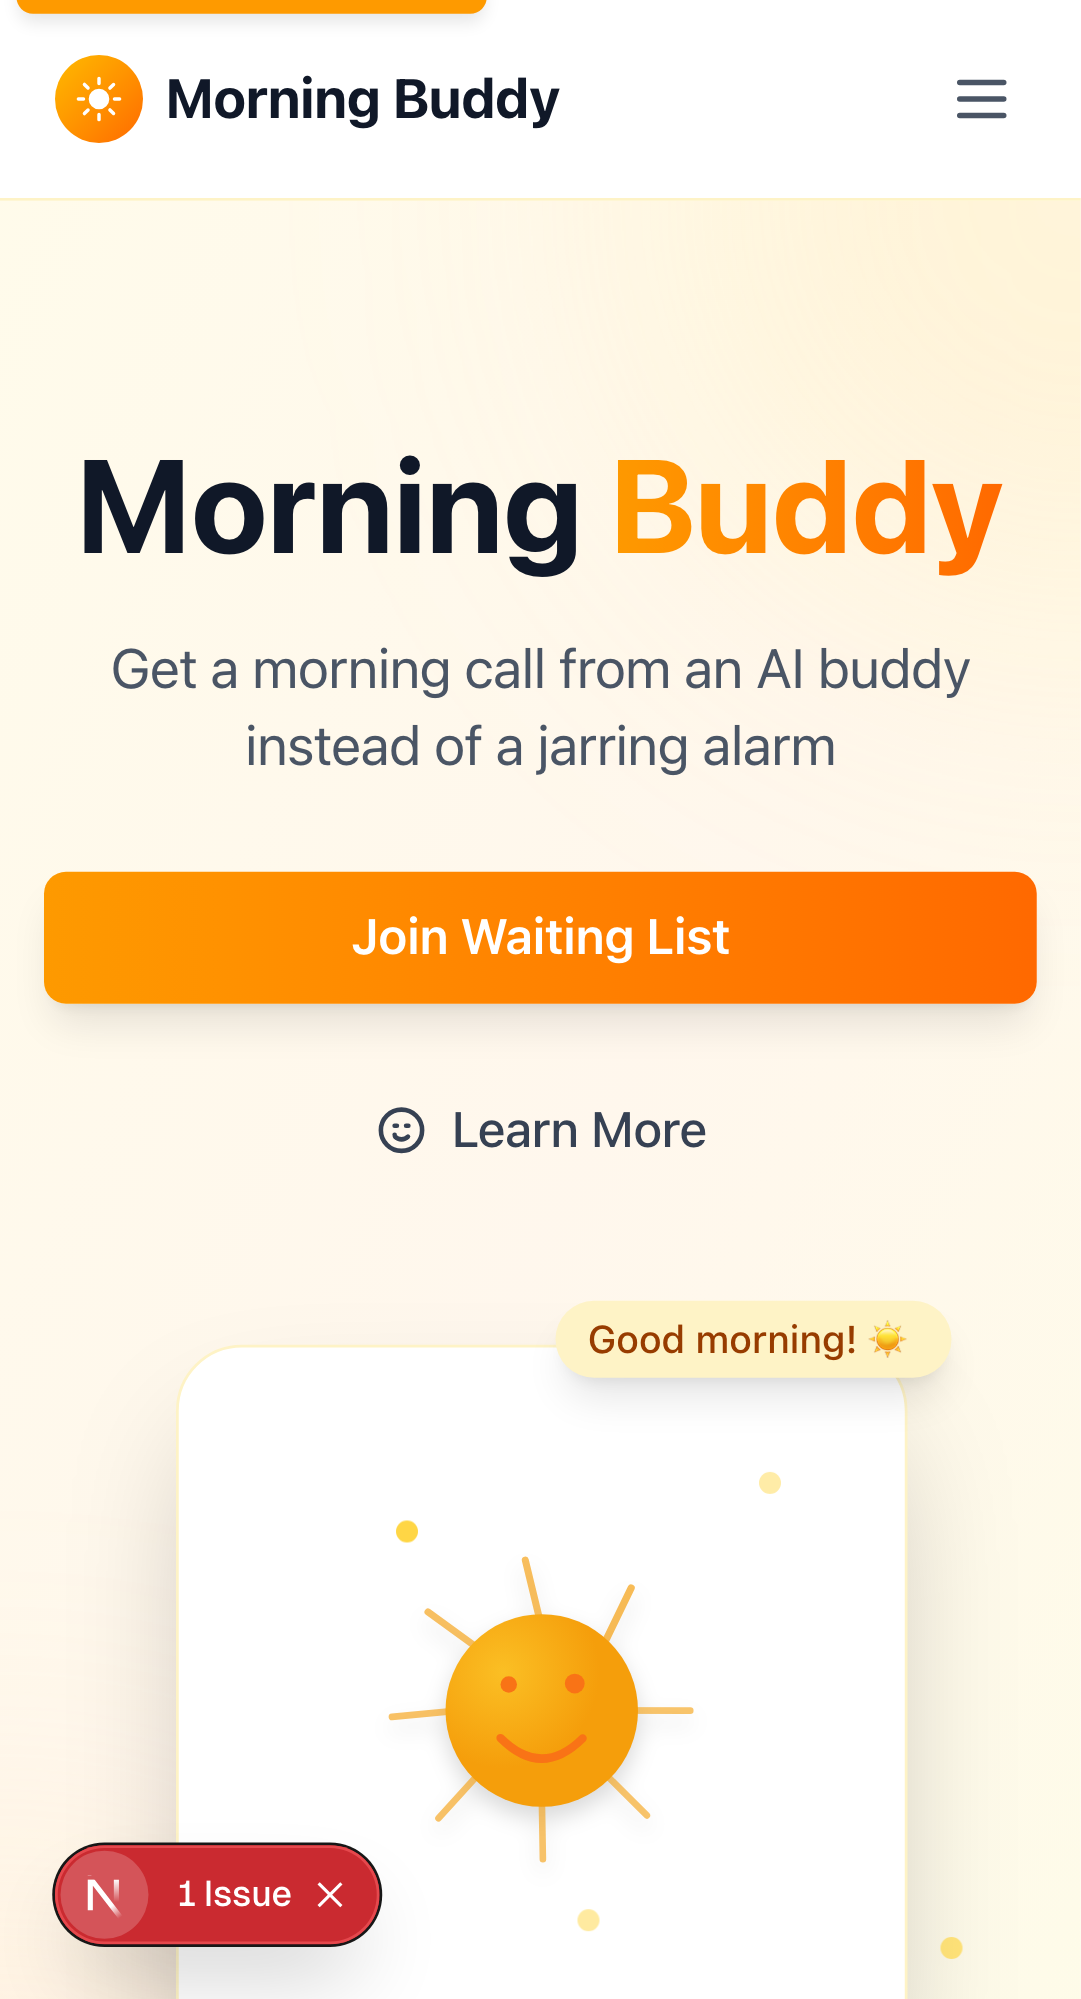 Morning Buddy
Morning Buddy
Get a morning call from an AI buddy
instead of a jarring alarm
Join Waiting List
Learn More
Good morning! ☀️
N 1 Issue